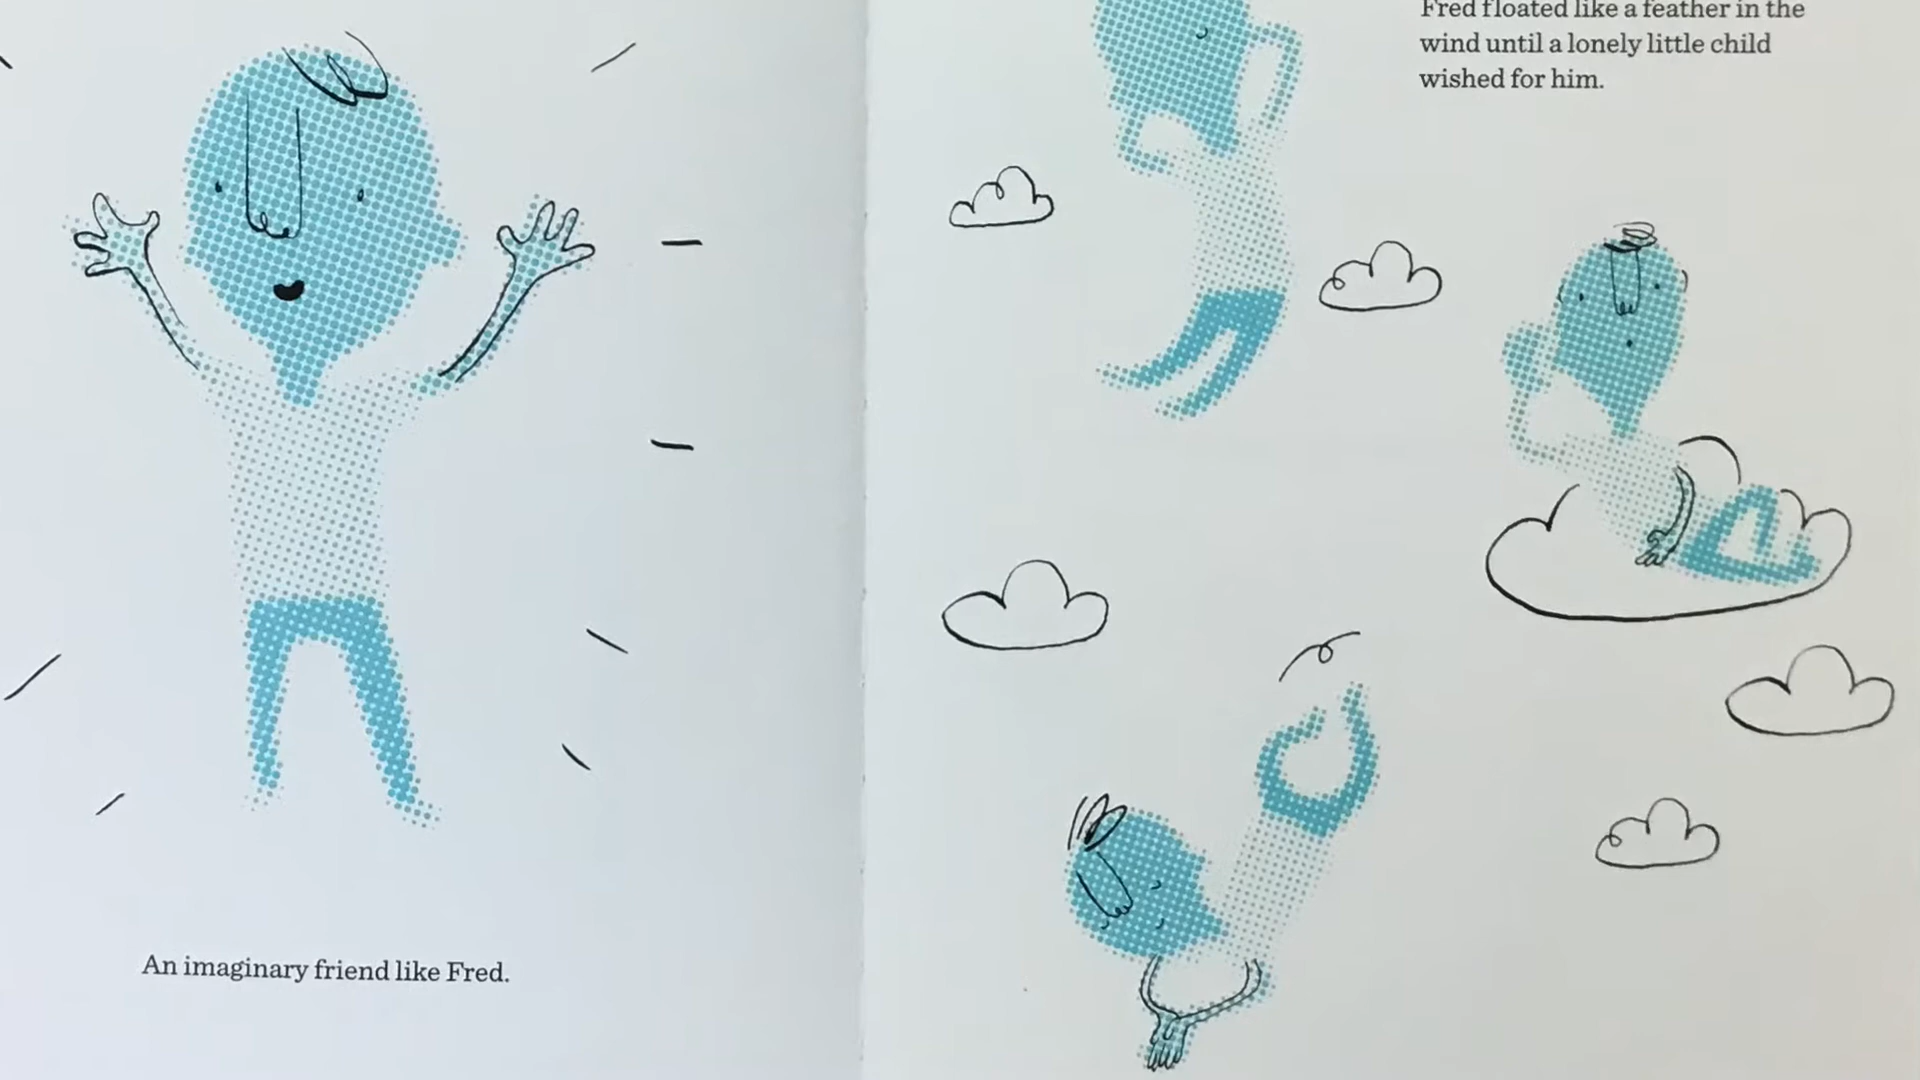 An imaginary friend like Fred.
Fred floated like a feather in the
wind until a lonely little child
wished for him.